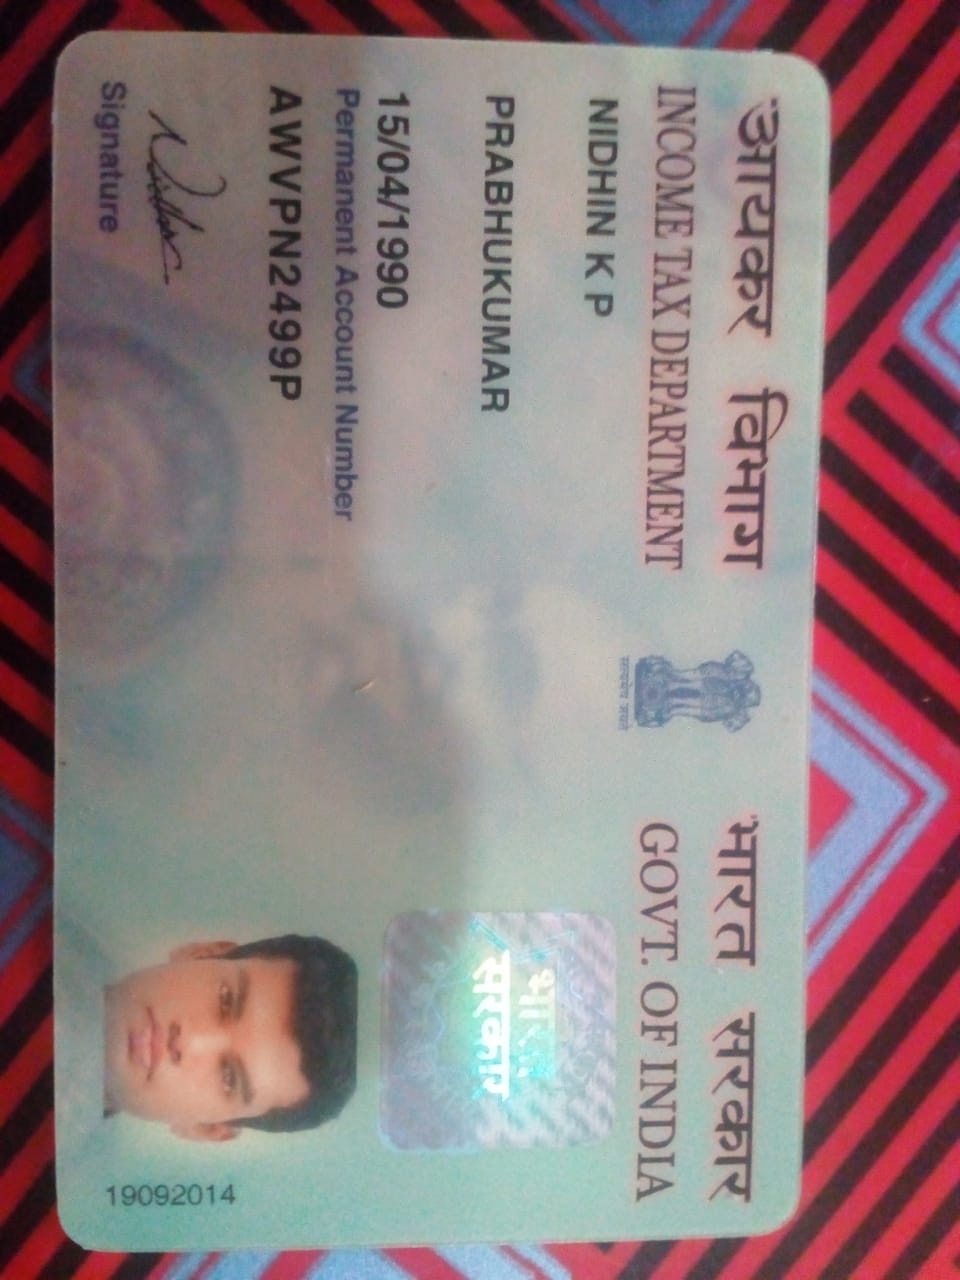 आयकर विभाग
INCOME TAX DEPARTMENT
भारत सरकार
GOVT. OF INDIA
सत्यमेव जयते
NIDHIN K P
PRABHUKUMAR
15/04/1990
Permanent Account Number
AWVPN2499P
Nidhin
Signature
भारत
सरकार
19092014